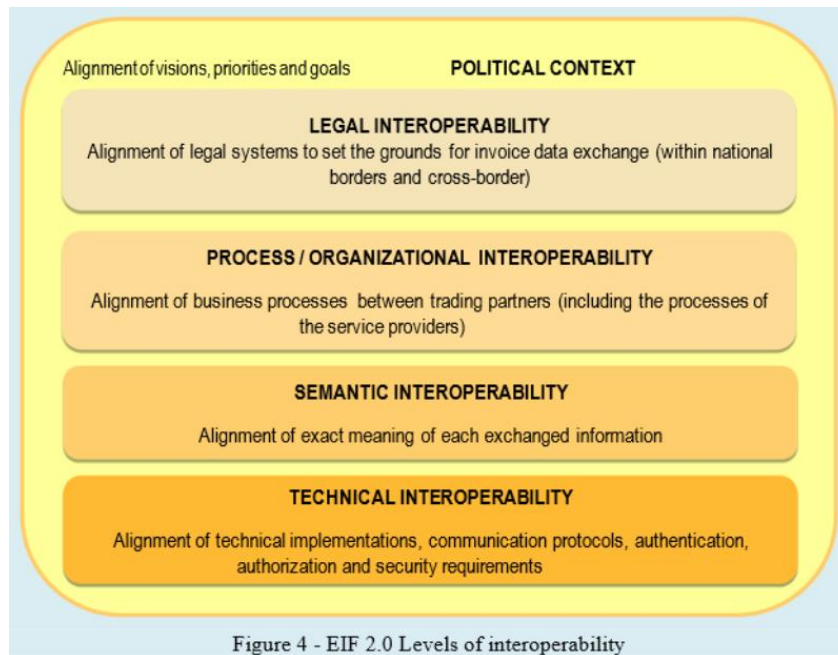 Alignment of visions, priorities and goals POLITICAL CONTEXT
LEGAL INTEROPERABILITY
Alignment of legal systems to set the grounds for invoice data exchange (within national
borders and cross-border)
PROCESS / ORGANIZATIONAL INTEROPERABILITY
Alignment of business processes between trading partners (including the processes of
the service providers)
SEMANTIC INTEROPERABILITY
Alignment of exact meaning of each exchanged information
TECHNICAL INTEROPERABILITY
Alignment of technical implementations, communication protocols, authentication,
authorization and security requirements
Figure 4 - EIF 2.0 Levels of interoperability